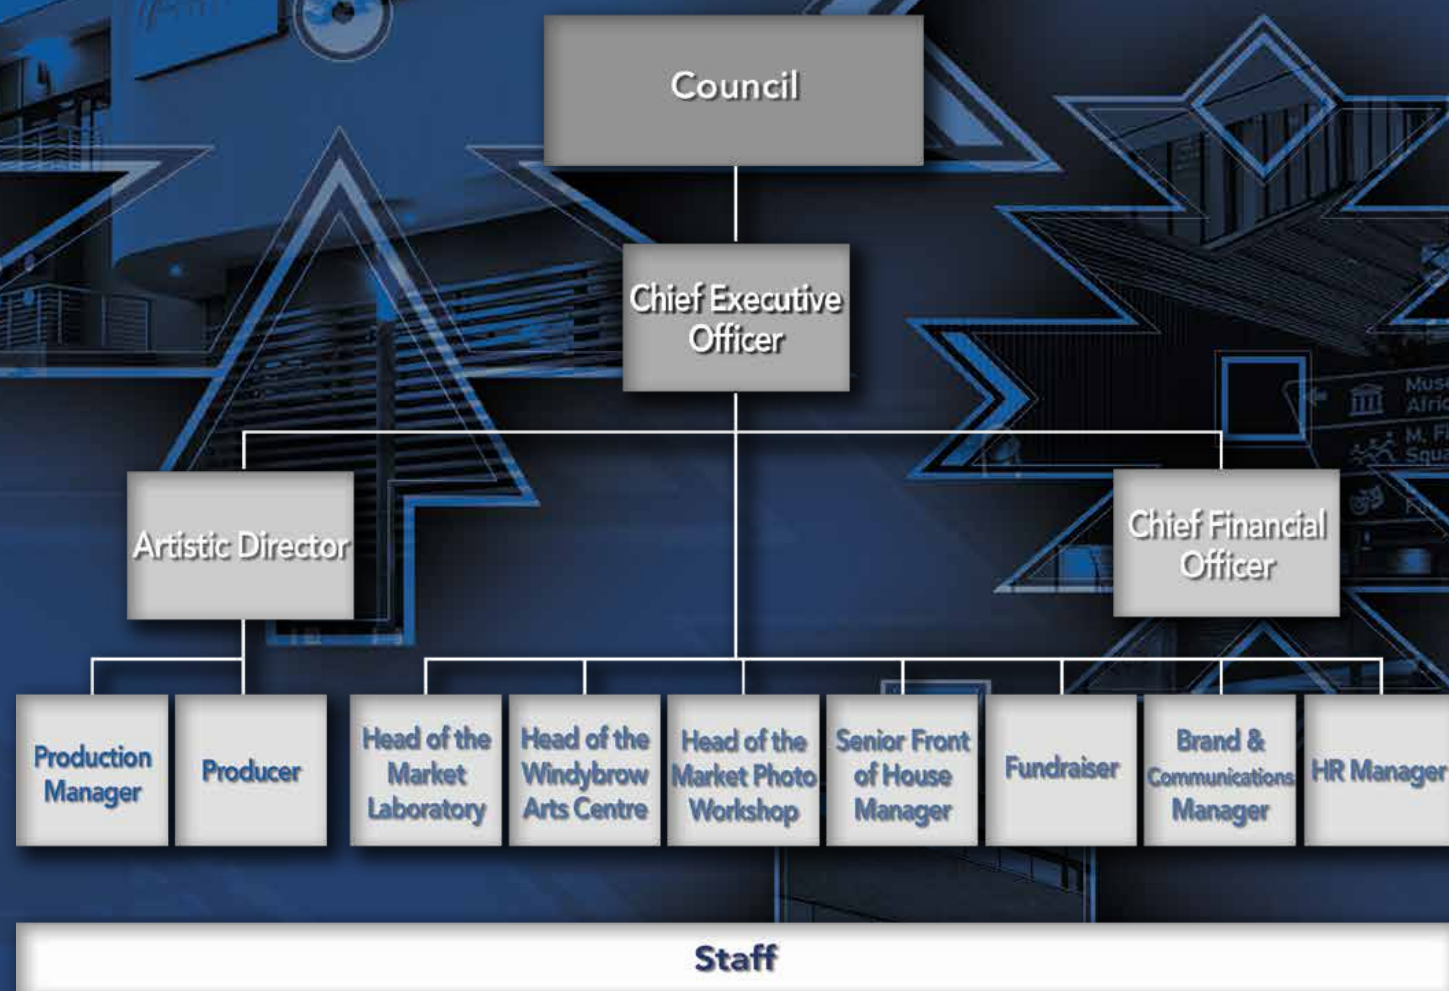 Council
Chief Executive
Officer
Artistic Director
Chief Financial
Officer
Production
Manager
Producer
Head of the
Market
Laboratory
Head of the
Windybrow
Arts Centre
Head of the
Market Photo
Workshop
Senior Front
of House
Manager
Fundraiser
Brand &
Communications
Manager
HR Manager
Staff